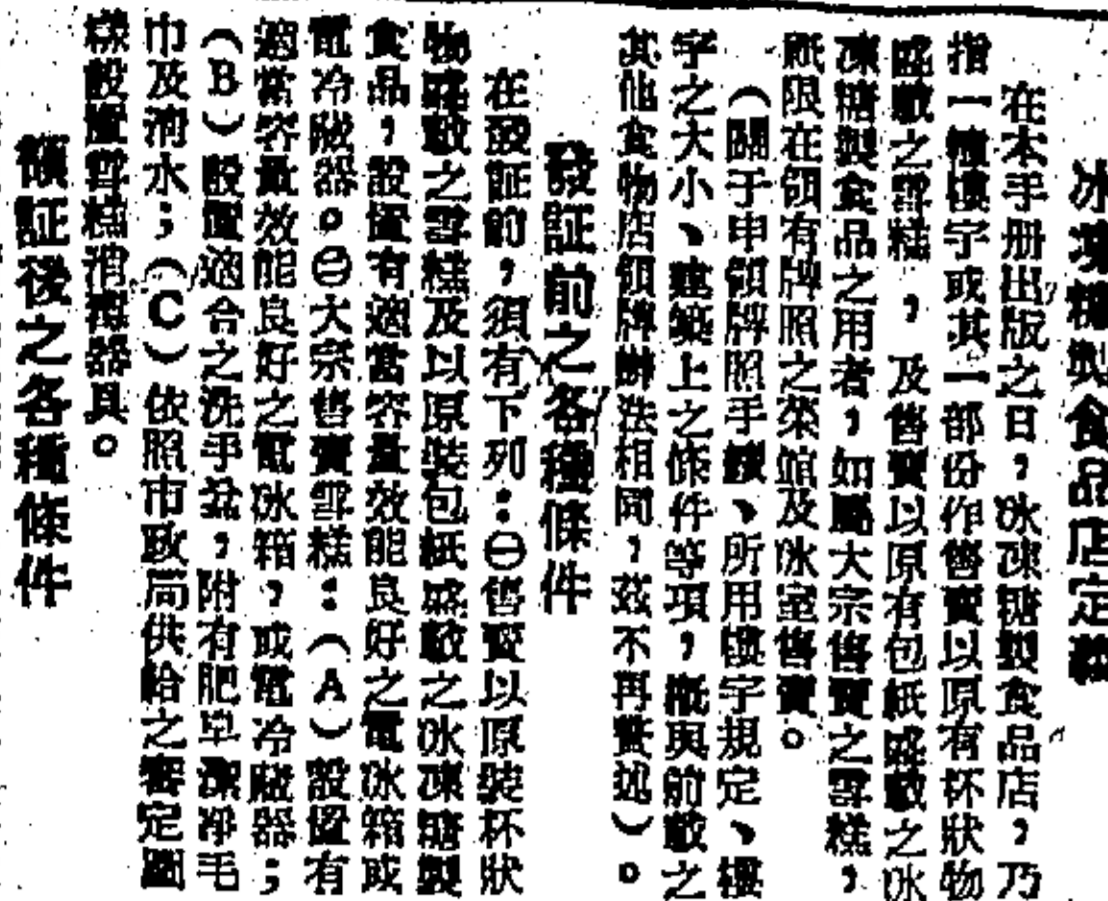 冰凍糖製食品店定義
在本手册出版之日,冰凍糖製食品店,乃
指一幢樓宇或其一部份作售賣以原有杯狀物
盛載之雪糕,及售賣以原有包紙盛載之冰
凍糖製食品之用者,如屬大宗售賣之雪糕,
祗限在領有牌照之菜館及冰室售賣。
(關于申領牌照手續、所用樓宇規定、樓
字之大小、建築上之條件等項,概與前載之
其他食物店領牌辦法相同,茲不再贅述)。
發証前之各種條件
在發証前,須有下列:㊀售賣以原裝杯狀
物盛載之雪糕及以原裝包紙盛載之冰凍糖製
食品,設置有適當容量效能良好之電冰箱或
電冷藏器。㊁大宗售賣雪糕:(A)設置有
適當容量效能良好之電冰箱,或電冷藏器;
(B)設置適合之洗手盆,附有肥皂潔淨毛
巾及清水;(C)依照市政局供給之審定圖
樣設置雪糕消毒器具。
領証後之各種條件